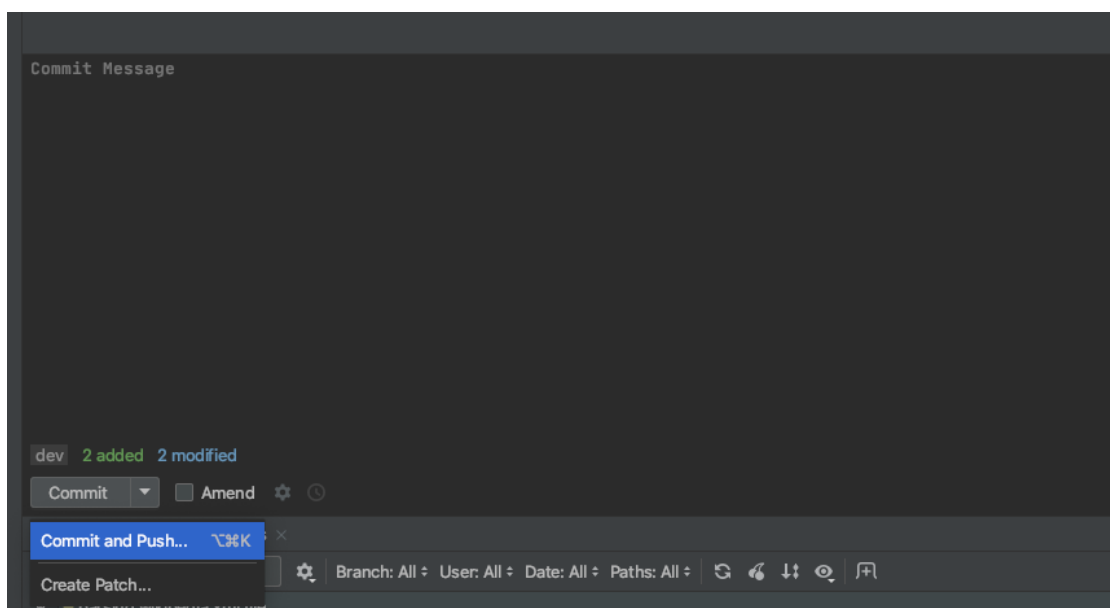 Commit Message
dev 2 added 2 modified
Commit Amend
Commit and Push... ⌥⌘K
Branch: All User: All Date: All Paths: All
Create Patch...